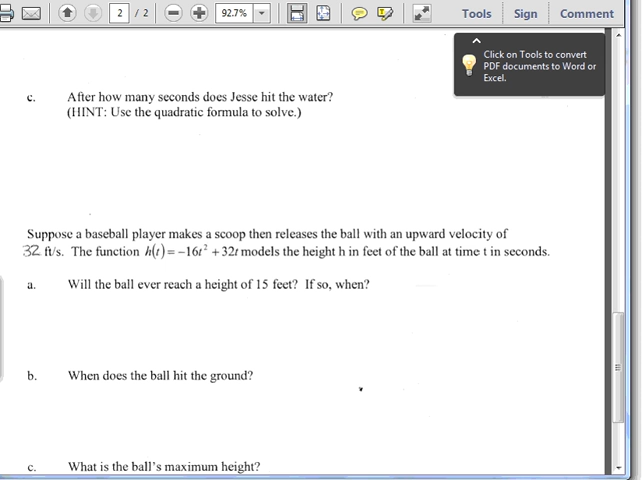 2 / 2 92.7% Tools Sign Comment
Click on Tools to convert
PDF documents to Word or
Excel.
c. After how many seconds does Jesse hit the water?
(HINT: Use the quadratic formula to solve.)
Suppose a baseball player makes a scoop then releases the ball with an upward velocity of
32 ft/s. The function h(t) = −16t² + 32t models the height h in feet of the ball at time t in seconds.
a. Will the ball ever reach a height of 15 feet? If so, when?
b. When does the ball hit the ground?
c. What is the ball's maximum height?